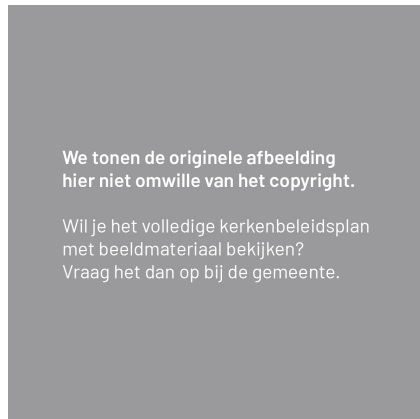 We tonen de originele afbeelding
hier niet omwille van het copyright.
Wil je het volledige kerkenbeleidsplan
met beeldmateriaal bekijken?
Vraag het dan op bij de gemeente.